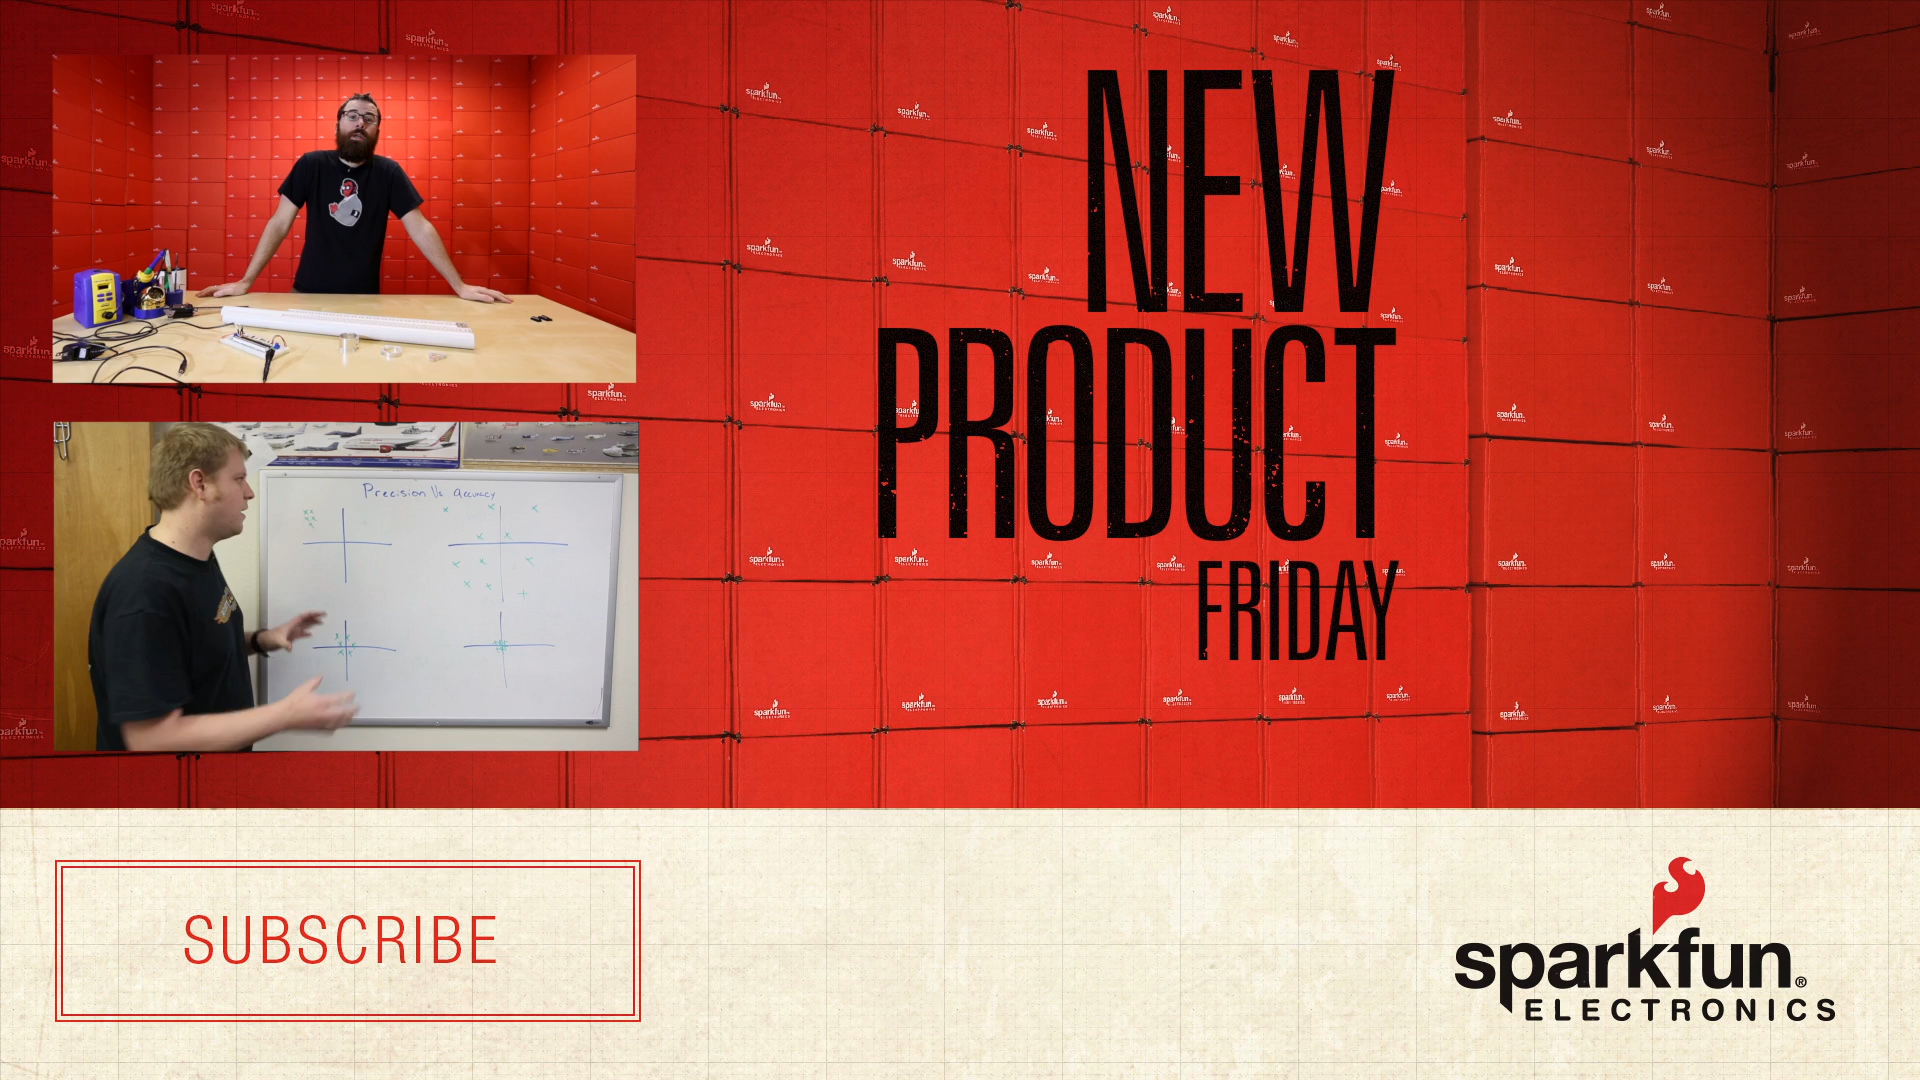 NEW
PRODUCT
FRIDAY
Precision Vs accuracy
SUBSCRIBE
sparkfun®
ELECTRONICS